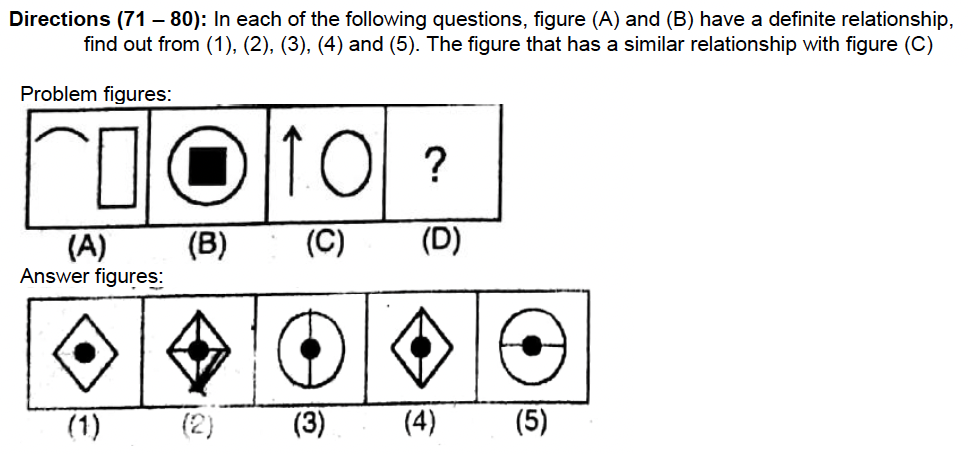 Directions (71 – 80): In each of the following questions, figure (A) and (B) have a definite relationship,
find out from (1), (2), (3), (4) and (5). The figure that has a similar relationship with figure (C)
Problem figures:
?
(A) (B) (C) (D)
Answer figures:
(1) (2) (3) (4) (5)